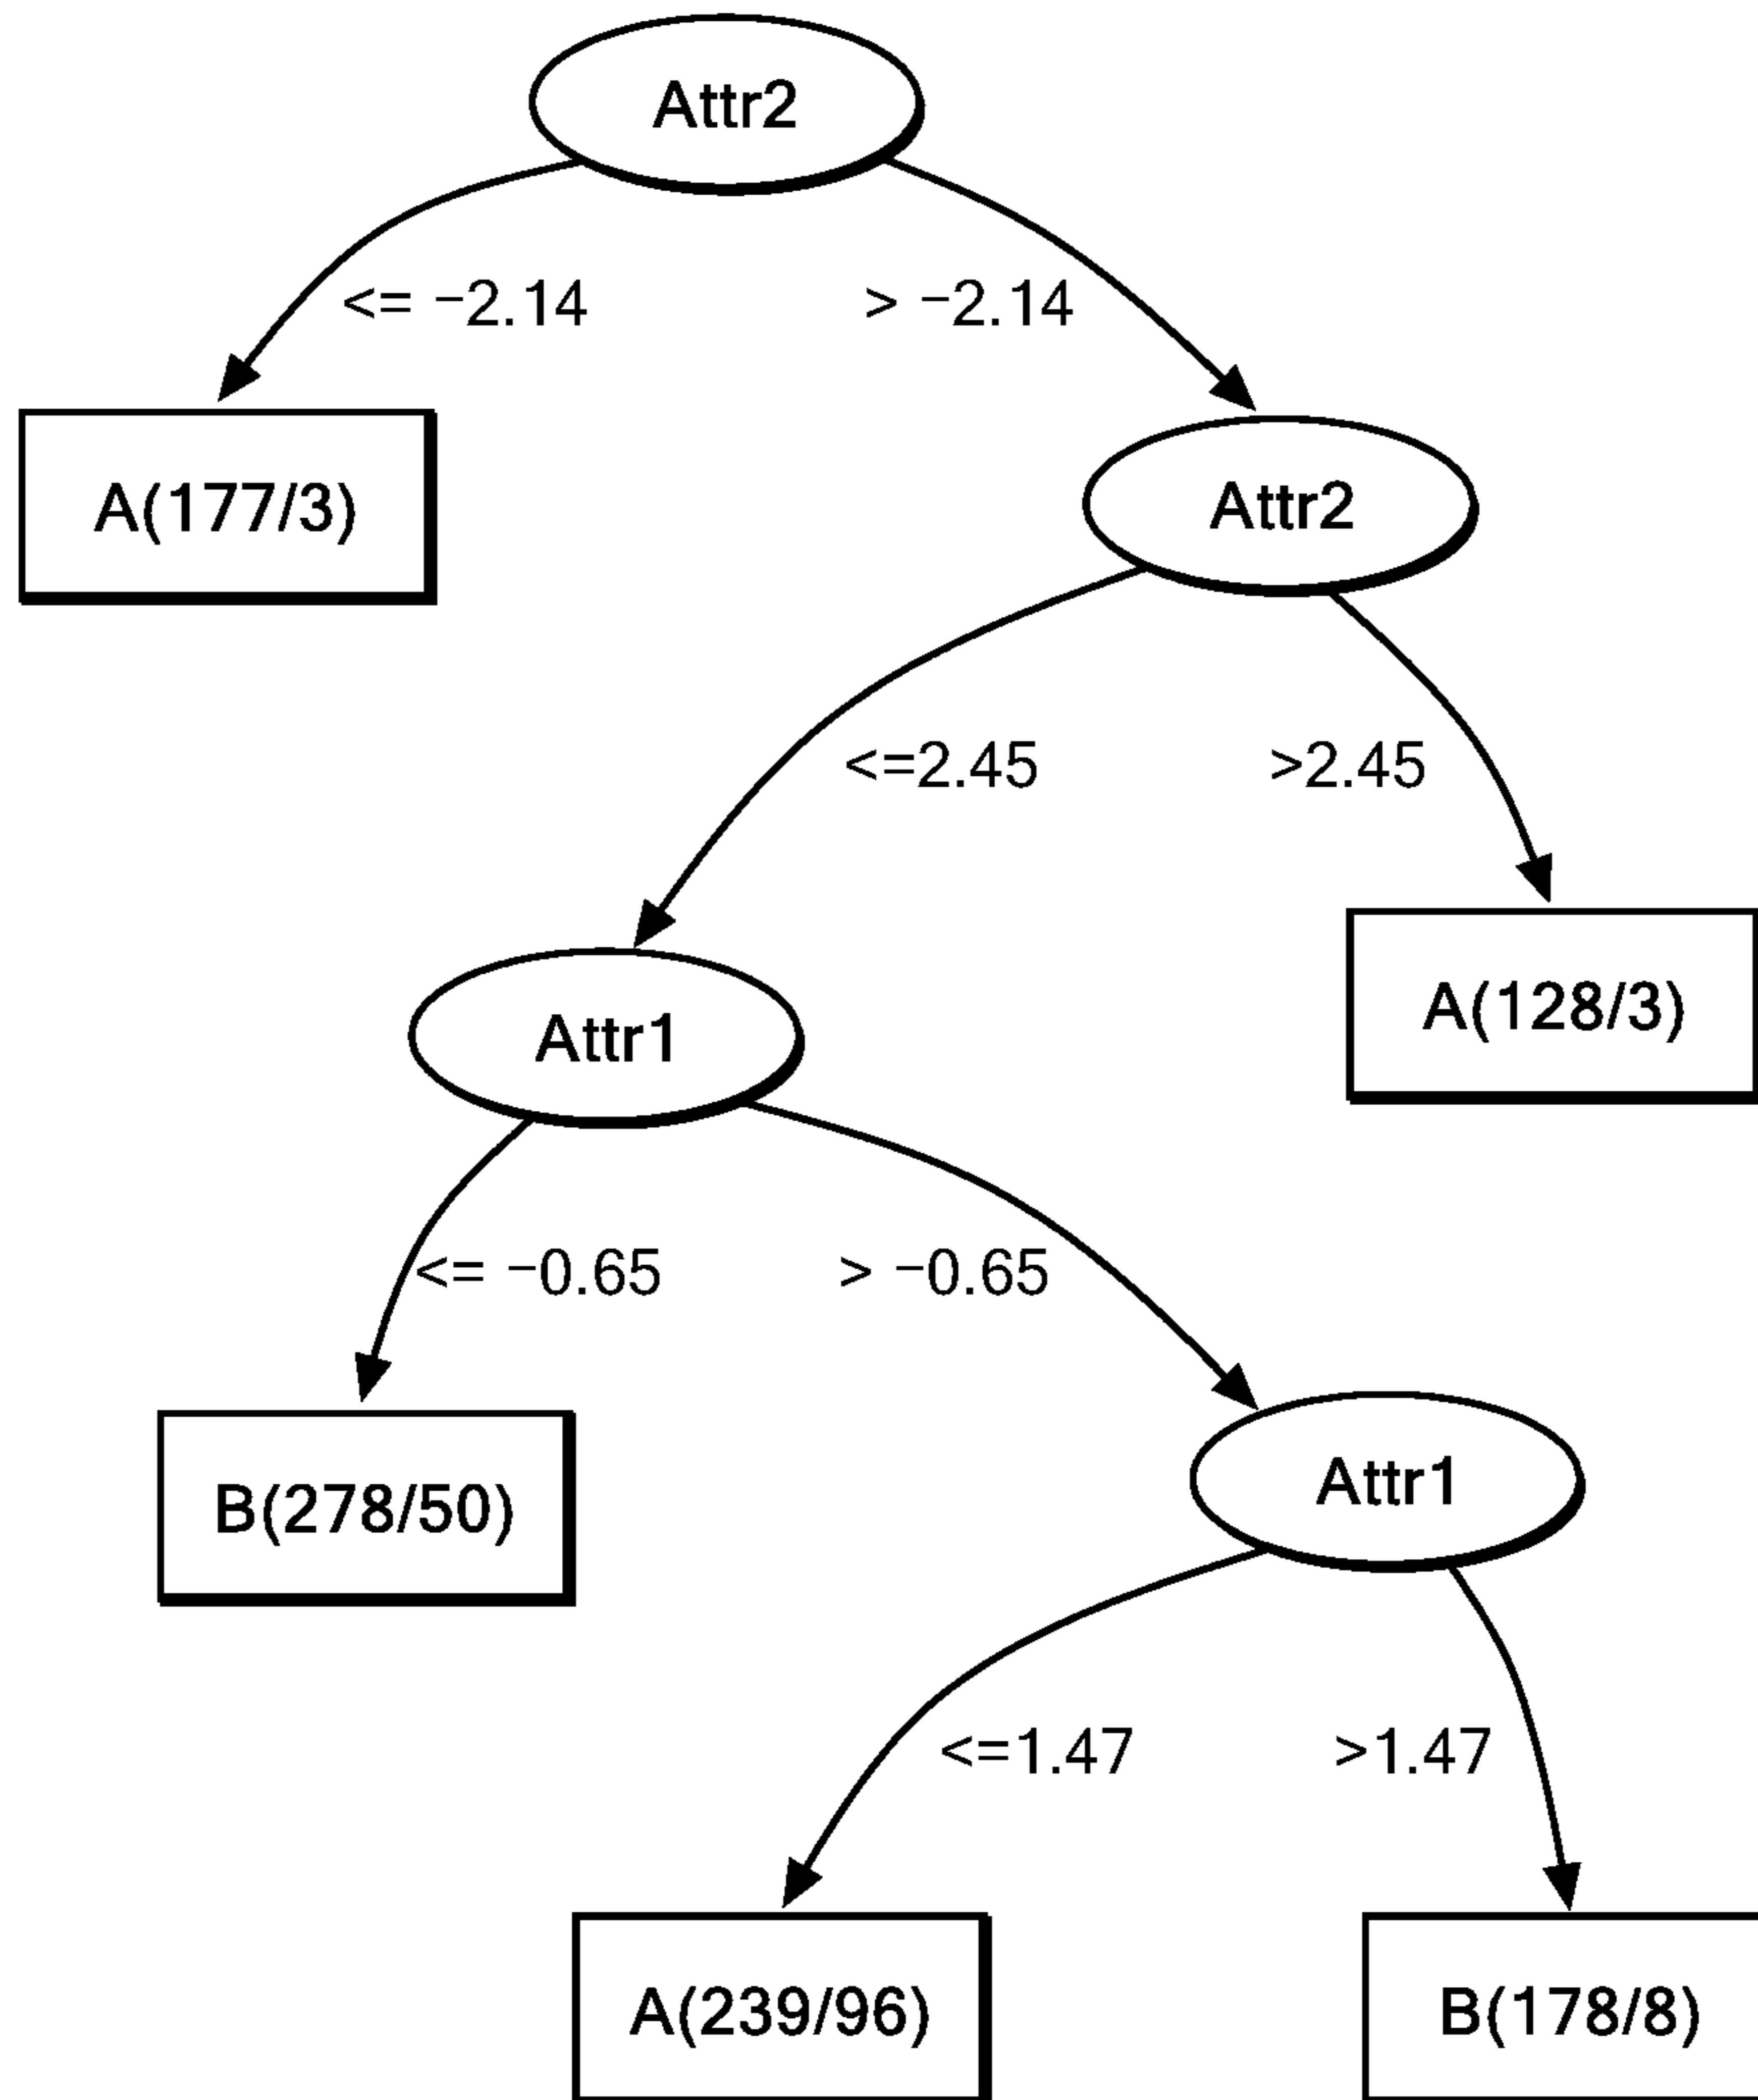 Attr2
<= −2.14
> −2.14
A(177/3)
Attr2
<=2.45
>2.45
Attr1
A(128/3)
<= −0.65
> −0.65
B(278/50)
Attr1
<=1.47
>1.47
A(239/96)
B(178/8)